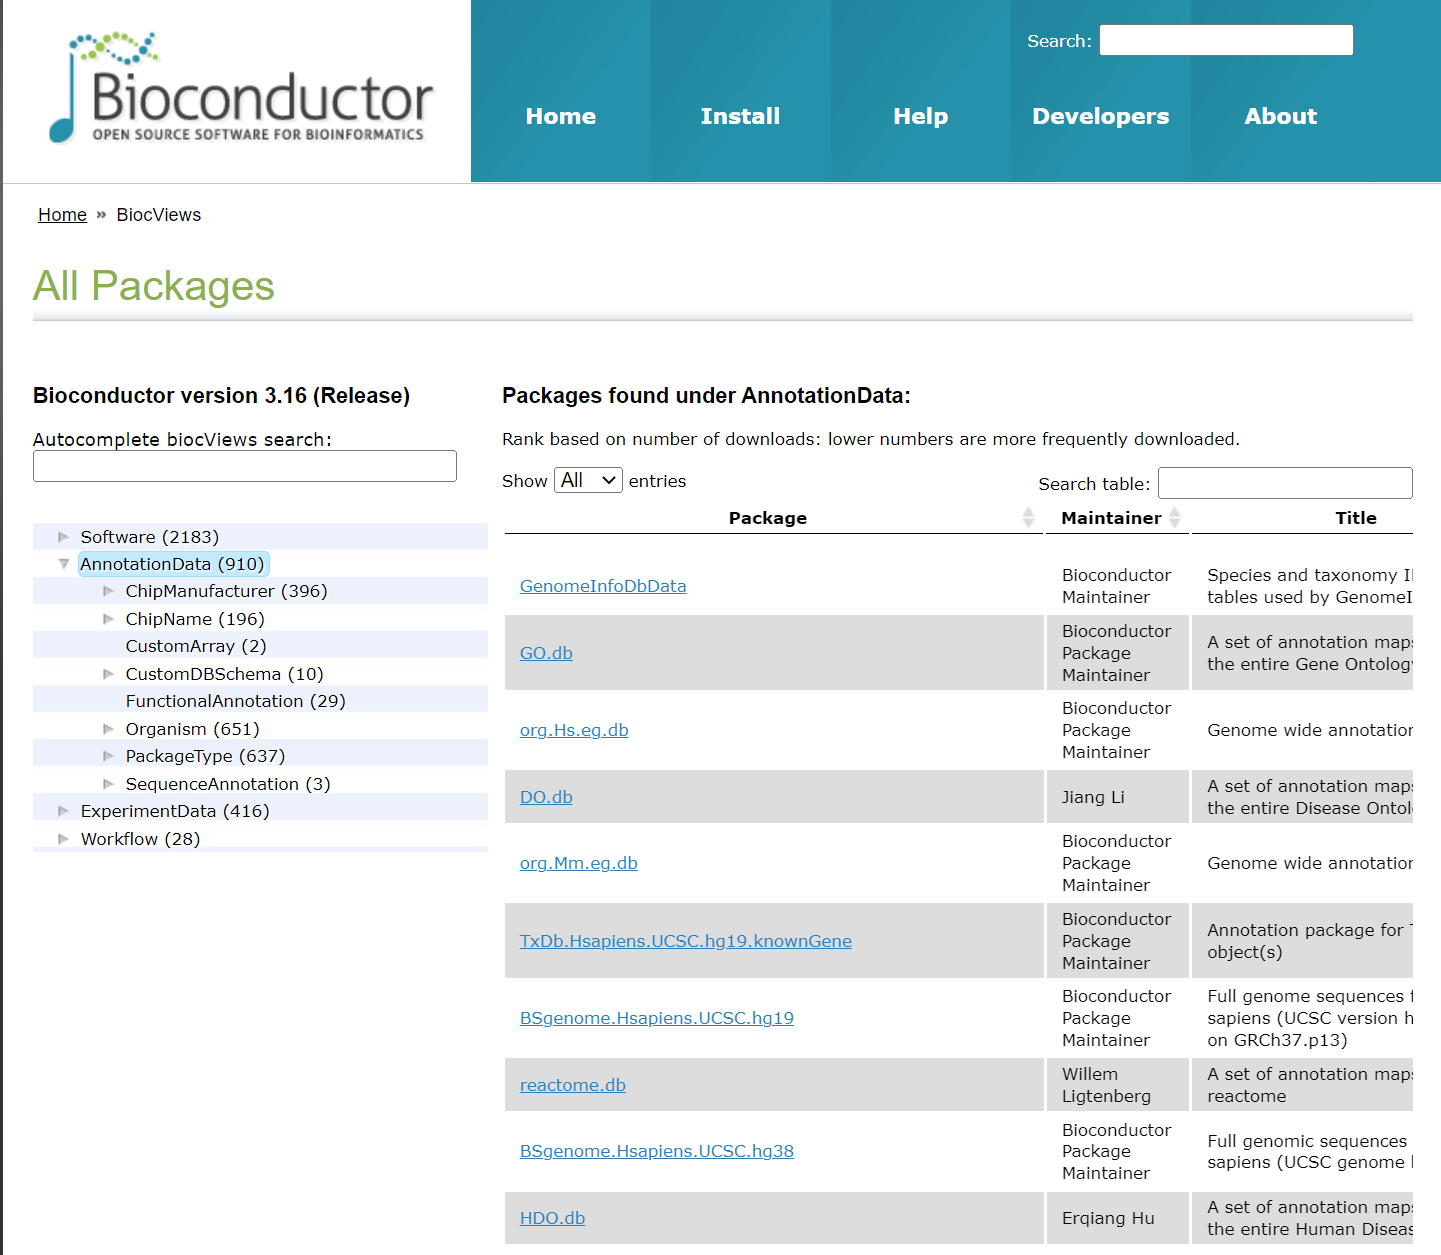 Bioconductor
OPEN SOURCE SOFTWARE FOR BIOINFORMATICS
Search:
Home Install Help Developers About
Home » BiocViews
All Packages
Bioconductor version 3.16 (Release)
Autocomplete biocViews search:
Software (2183)
AnnotationData (910)
ChipManufacturer (396)
ChipName (196)
CustomArray (2)
CustomDBSchema (10)
FunctionalAnnotation (29)
Organism (651)
PackageType (637)
SequenceAnnotation (3)
ExperimentData (416)
Workflow (28)
Packages found under AnnotationData:
Rank based on number of downloads: lower numbers are more frequently downloaded.
Show All entries
Search table:
Package Maintainer Title
GenomeInfoDbData
Bioconductor
Maintainer
Species and taxonomy
tables used by
GO.db
Bioconductor
Package
Maintainer
A set of annotation
the entire Gene
org.Hs.eg.db
Bioconductor
Package
Maintainer
Genome wide
DO.db
Jiang Li
A set of annotation
the entire Disease
org.Mm.eg.db
Bioconductor
Package
Maintainer
Genome wide
TxDb.Hsapiens.UCSC.hg19.knownGene
Bioconductor
Package
Maintainer
Annotation package for
object(s)
BSgenome.Hsapiens.UCSC.hg19
Bioconductor
Package
Maintainer
Full genome sequences
sapiens (UCSC version
on GRCh37.p13)
reactome.db
Willem
Ligtenberg
A set of annotation
reactome
BSgenome.Hsapiens.UCSC.hg38
Bioconductor
Package
Maintainer
Full genomic sequences
sapiens (UCSC genome
HDO.db
Erqiang Hu
A set of annotation
the entire Human